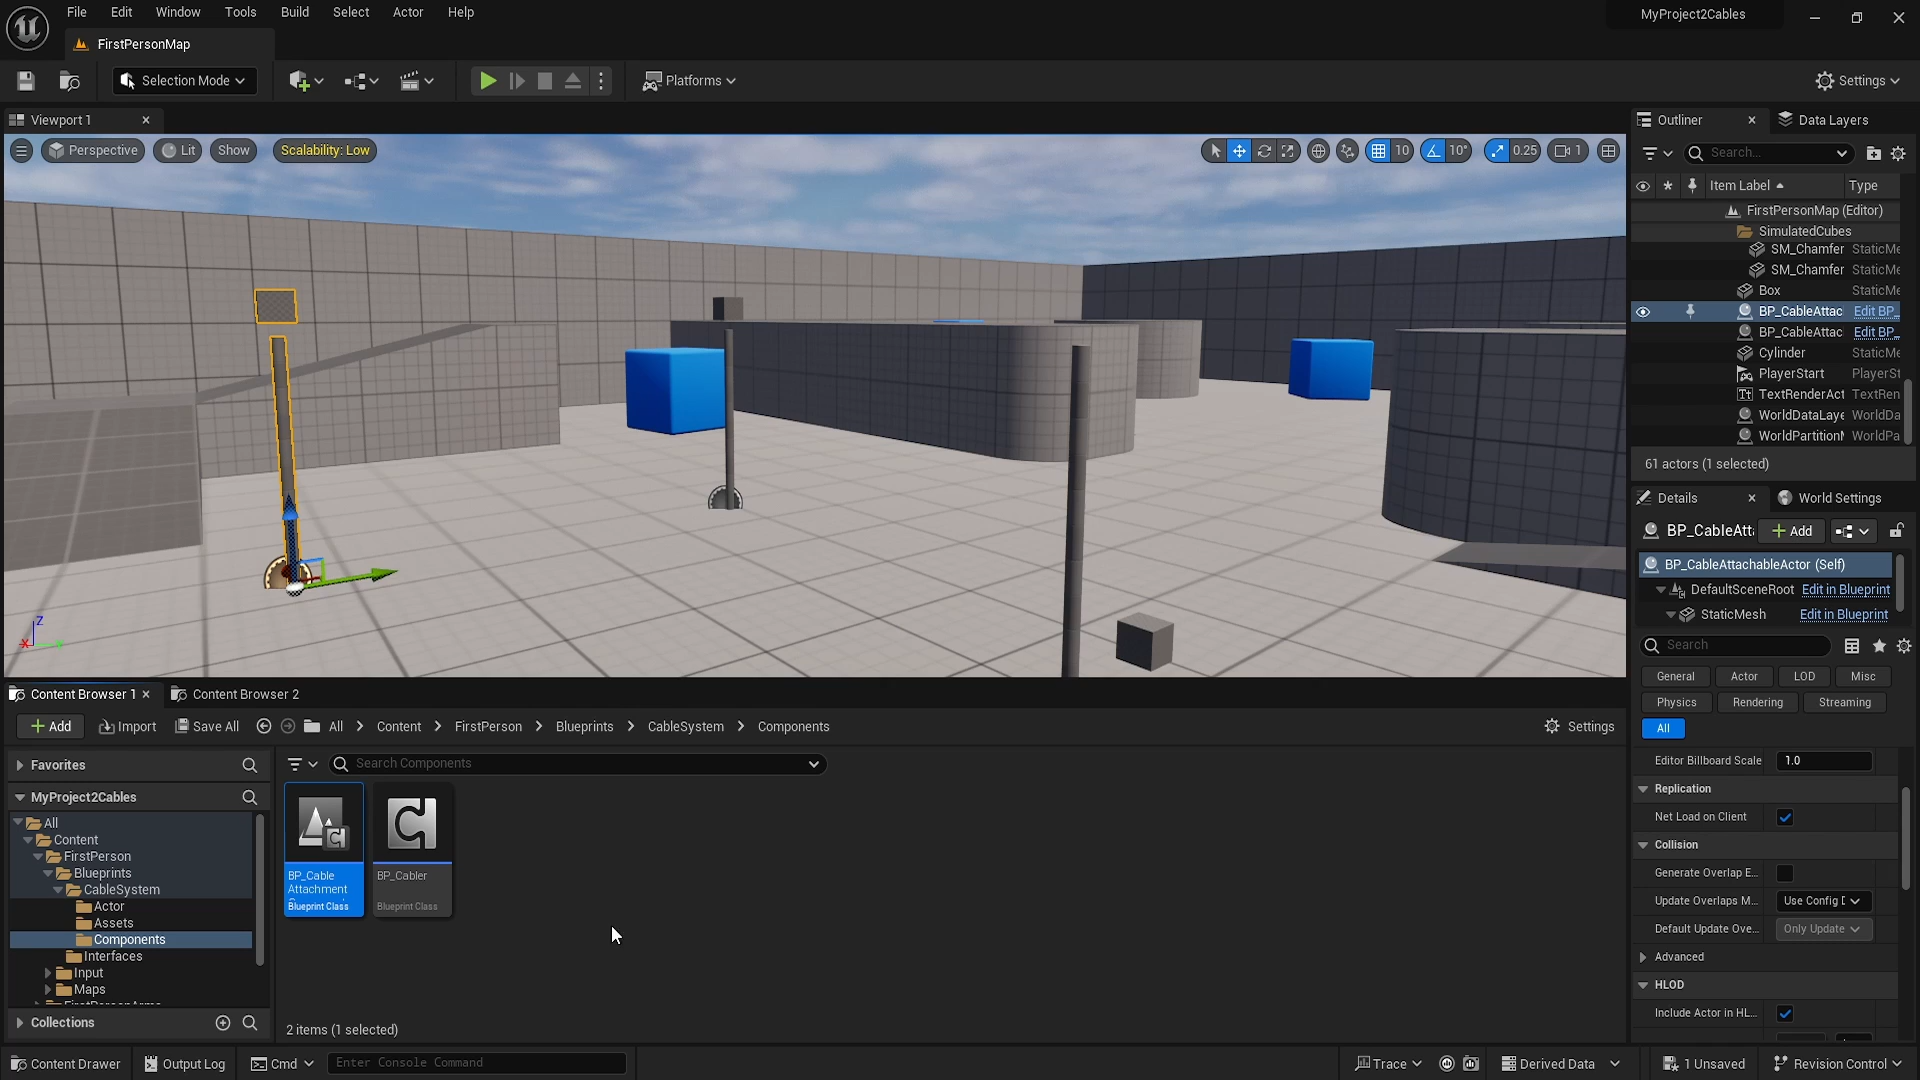 File Edit Window Tools Build Select Actor Help
MyProject2Cables
FirstPersonMap
Selection Mode
Platforms
Settings
Viewport 1
Perspective Lit Show Scalability: Low
10 10° 0.25 1
Outliner Data Layers
Search...
Item Label Type
FirstPersonMap (Editor)
SimulatedCubes
SM_Chamfer StaticMe
SM_Chamfer StaticMe
Box StaticMe
BP_CableAttac Edit BP_
BP_CableAttac Edit BP_
Cylinder StaticMe
PlayerStart PlayerSt
TextRenderAct TextRen
WorldDataLaye WorldDa
WorldPartition WorldPa
61 actors (1 selected)
Details World Settings
BP_CableAtt Add
BP_CableAttachableActor (Self)
DefaultSceneRoot Edit in Blueprint
StaticMesh Edit in Blueprint
Search
General Actor LOD Misc
Physics Rendering Streaming
All
Editor Billboard Scale 1.0
Replication
Net Load on Client
Collision
Generate Overlap E...
Update Overlaps M... Use Config
Default Update Ove... Only Update
Advanced
HLOD
Include Actor in HL...
Z
X
Content Browser 1 Content Browser 2
Add Import Save All All Content FirstPerson Blueprints CableSystem Components Settings
Favorites
Search Components
MyProject2Cables
All
Content
FirstPerson
Blueprints
CableSystem
Actor
Assets
Components
Interfaces
Input
Maps
Collections
BP_Cable
Attachment
Blueprint Class
BP_Cabler
Blueprint Class
2 items (1 selected)
Content Drawer Output Log Cmd Enter Console Command Trace Derived Data 1 Unsaved Revision Control